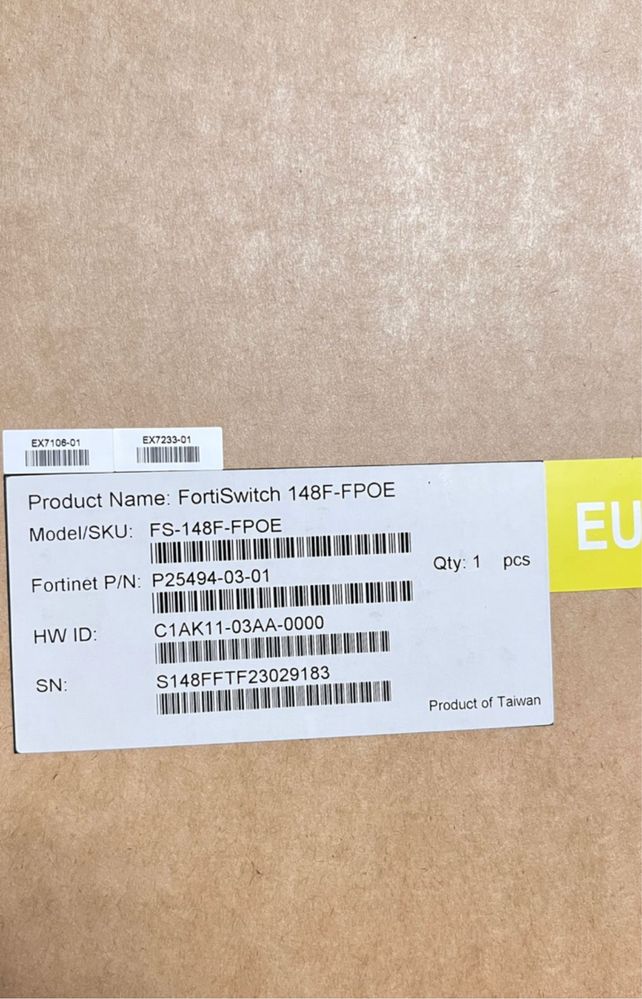 EX7106-01 EX7233-01
Product Name: FortiSwitch 148F-FPOE
Model/SKU: FS-148F-FPOE
Fortinet P/N: P25494-03-01
Qty: 1 pcs
HW ID: C1AK11-03AA-0000
SN: S148FFTF23029183
Product of Taiwan
EU